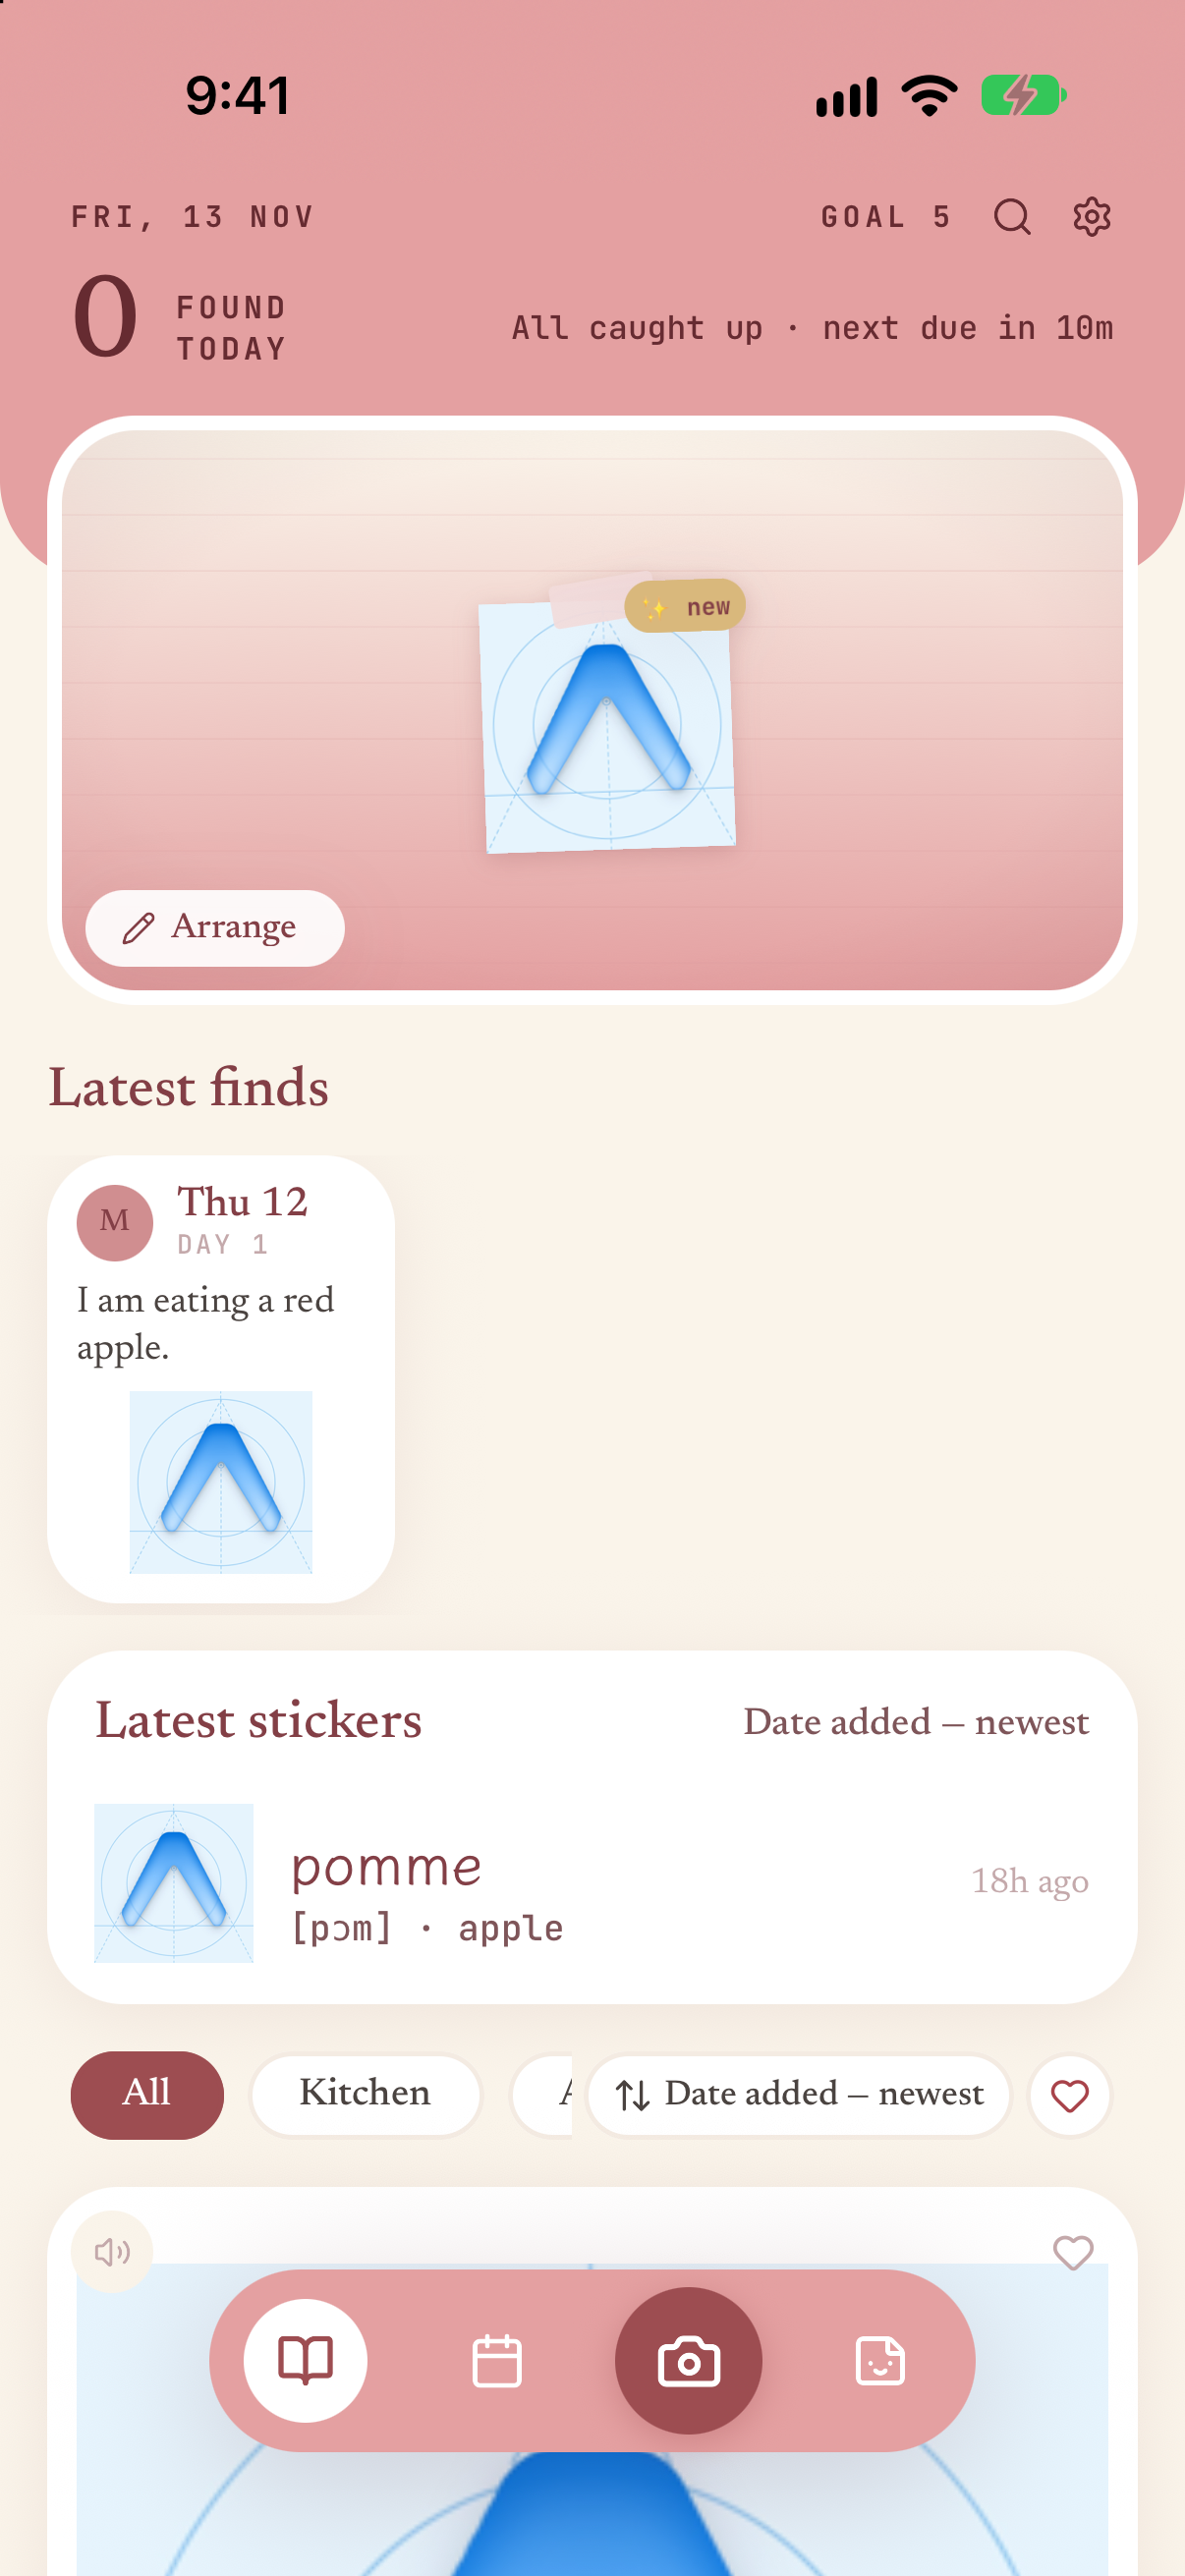 9:41
FRI, 13 NOV
GOAL 5
0 FOUND
TODAY
All caught up · next due in 10m
✨ new
Arrange
Latest finds
M
Thu 12
DAY 1
I am eating a red
apple.
Latest stickers
Date added – newest
pomme
18h ago
[pɔm] · apple
All
Kitchen
Date added – newest